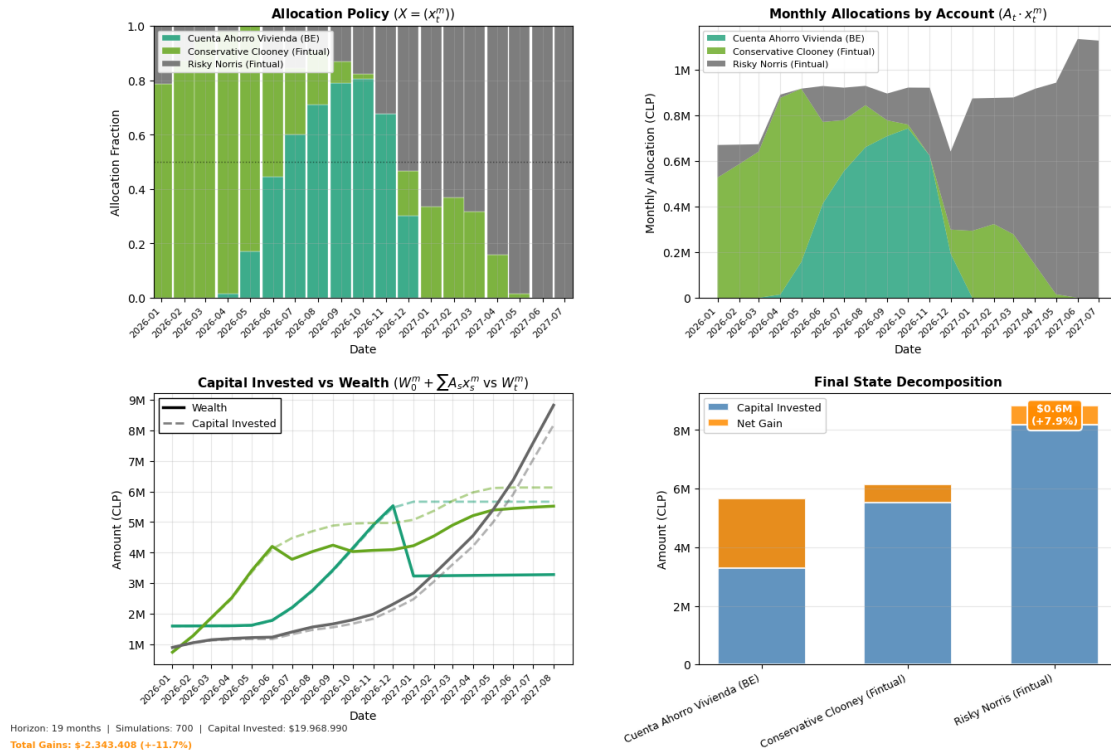 Allocation Policy (X = (x_t^m))
Cuenta Ahorro Vivienda (BE)
Conservative Clooney (Fintual)
Risky Norris (Fintual)
Allocation Fraction
1.0
0.8
0.6
0.4
0.2
0.0
2026-01
2026-02
2026-03
2026-04
2026-05
2026-06
2026-07
2026-08
2026-09
2026-10
2026-11
2026-12
2027-01
2027-02
2027-03
2027-04
2027-05
2027-06
2027-07
Date
Monthly Allocations by Account (A_t · x_t^m)
Cuenta Ahorro Vivienda (BE)
Conservative Clooney (Fintual)
Risky Norris (Fintual)
Monthly Allocation (CLP)
1M
0.8M
0.6M
0.4M
0.2M
0
2026-01
2026-02
2026-03
2026-04
2026-05
2026-06
2026-07
2026-08
2026-09
2026-10
2026-11
2026-12
2027-01
2027-02
2027-03
2027-04
2027-05
2027-06
2027-07
Date
Capital Invested vs Wealth (W_0^m + ∑A_s x_s^m vs W_t^m)
Wealth
Capital Invested
Amount (CLP)
9M
8M
7M
6M
5M
4M
3M
2M
1M
2026-01
2026-02
2026-03
2026-04
2026-05
2026-06
2026-07
2026-08
2026-09
2026-10
2026-11
2026-12
2027-01
2027-02
2027-03
2027-04
2027-05
2027-06
2027-07
2027-08
Date
Final State Decomposition
Capital Invested
Net Gain
$0.6M
(+7.9%)
Amount (CLP)
8M
6M
4M
2M
0
Cuenta Ahorro Vivienda (BE)
Conservative Clooney (Fintual)
Risky Norris (Fintual)
Horizon: 19 months | Simulations: 700 | Capital Invested: $19.968.990
Total Gains: $-2.343.408 (+-11.7%)